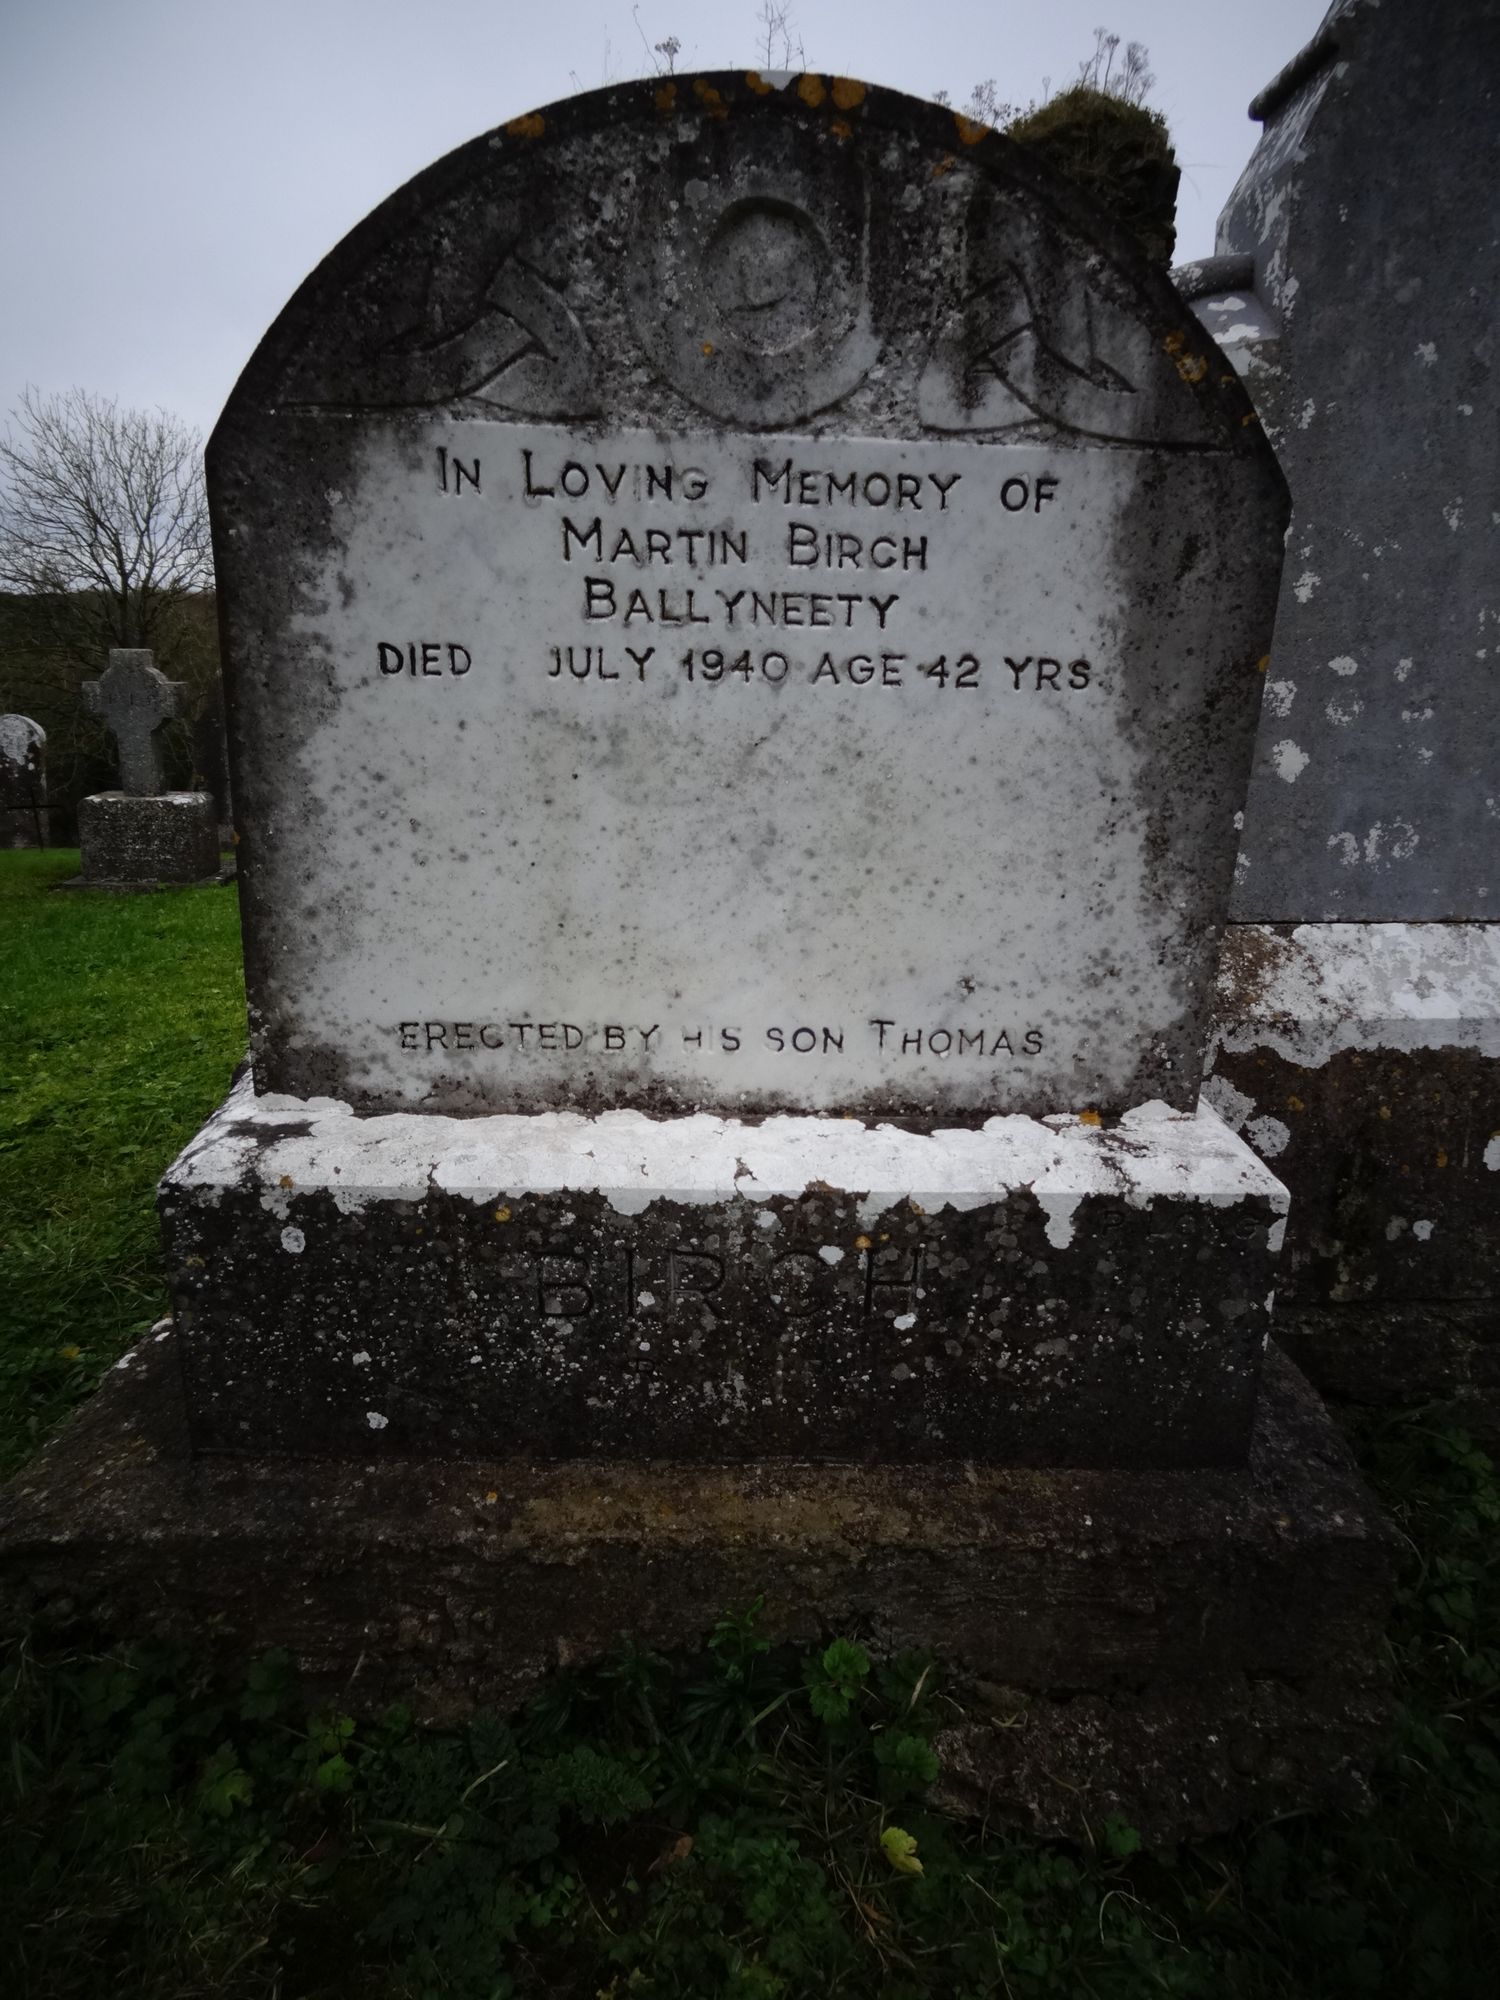 IN LOVING MEMORY OF
MARTIN BIRCH
BALLYNEETY
DIED JULY 1940 AGE 42 YRS.
ERECTED BY HIS SON THOMAS
BIRCH